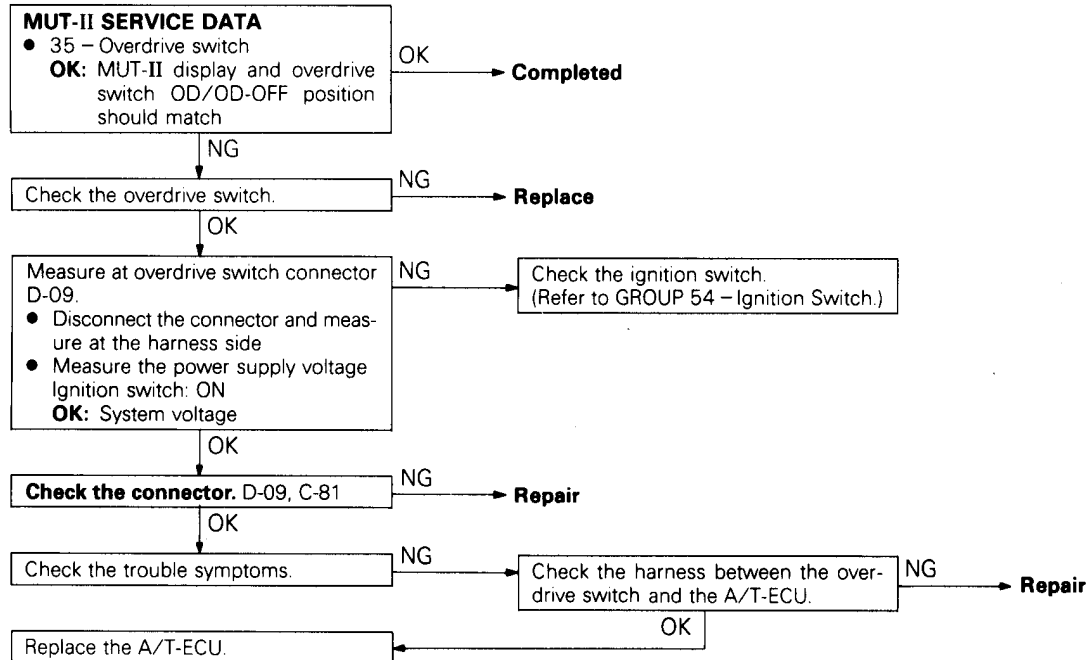 MUT-II SERVICE DATA
● 35 – Overdrive switch
OK: MUT-II display and overdrive
switch OD/OD-OFF position
should match
OK
Completed
NG
Check the overdrive switch.
NG
Replace
OK
Measure at overdrive switch connector
D-09.
● Disconnect the connector and meas-
ure at the harness side
● Measure the power supply voltage
Ignition switch: ON
OK: System voltage
NG
Check the ignition switch.
(Refer to GROUP 54 – Ignition Switch.)
OK
Check the connector. D-09, C-81
NG
Repair
OK
Check the trouble symptoms.
NG
Check the harness between the over-
drive switch and the A/T-ECU.
NG
Repair
OK
Replace the A/T-ECU.